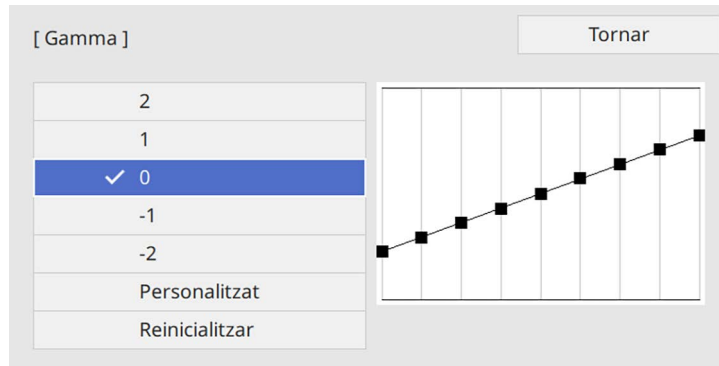 [ Gamma ]
Tornar
2
1
0
-1
-2
Personalitzat
Reinicialitzar